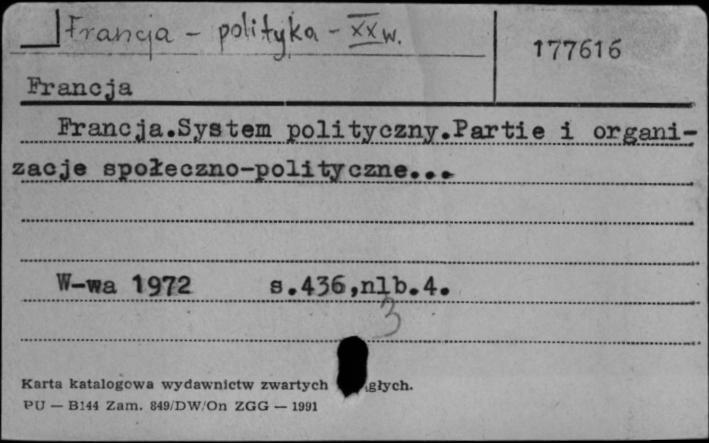 Francja - polityka - XX w.
177616
Francja
Francja.System polityczny.Partie i organi-
zacje społeczno-polityczne...
W-wa 1972 s.436,nlb.4.
3
Karta katalogowa wydawnictw zwartych głych.
PU — B144 Zam. 849/DW/On ZGG — 1991